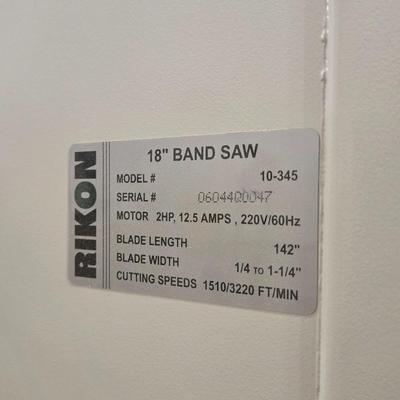 RIKON
18" BAND SAW
MODEL # 10-345
SERIAL # 0604400047
MOTOR 2HP, 12.5 AMPS , 220V/60Hz
BLADE LENGTH 142"
BLADE WIDTH 1/4 TO 1-1/4"
CUTTING SPEEDS 1510/3220 FT/MIN